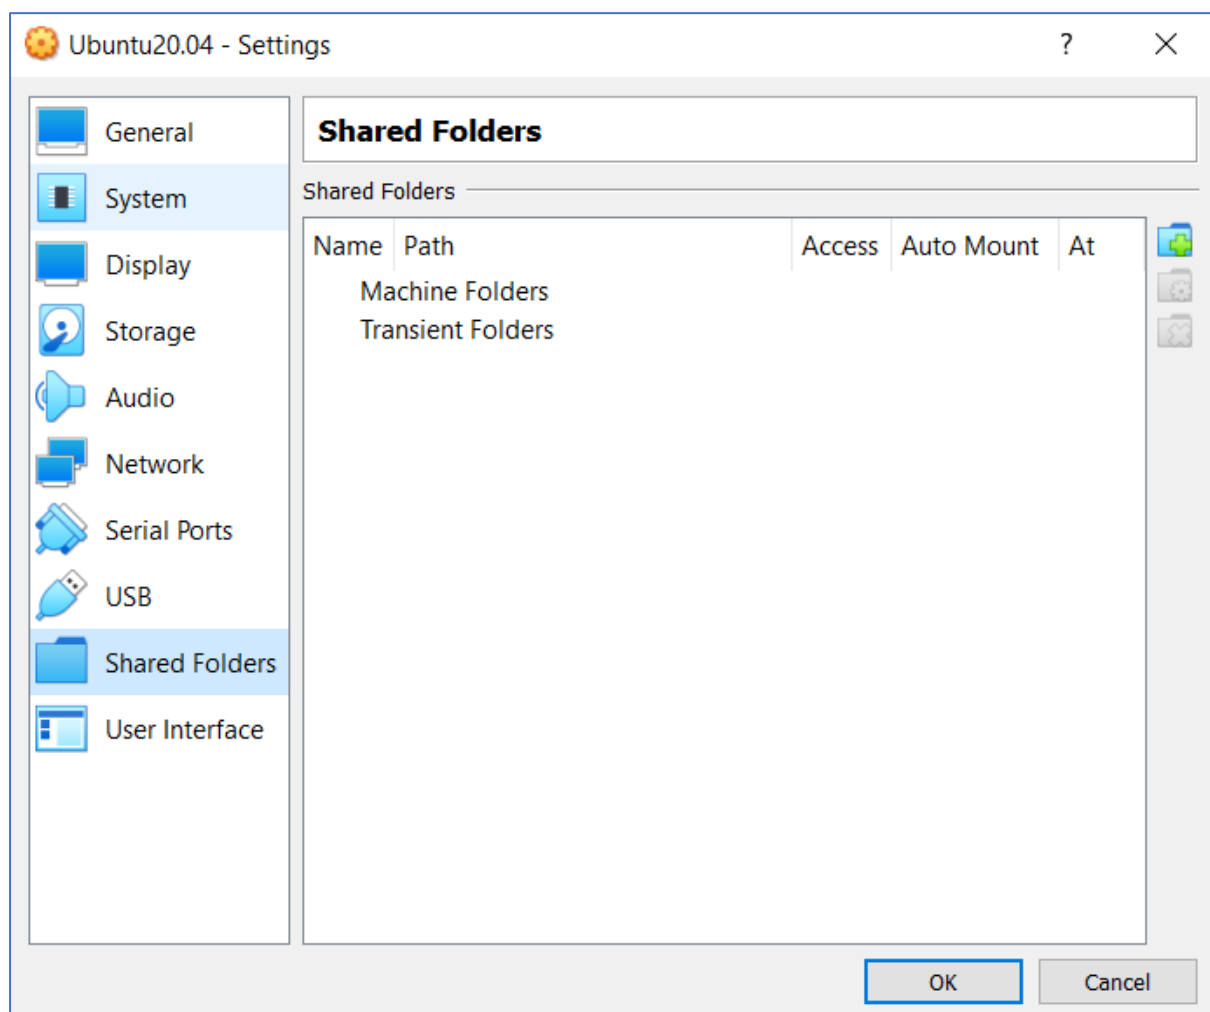 Ubuntu20.04 - Settings ?
General
System
Display
Storage
Audio
Network
Serial Ports
USB
Shared Folders
User Interface
Shared Folders
Shared Folders
Name Path Access Auto Mount At
Machine Folders
Transient Folders
OK Cancel